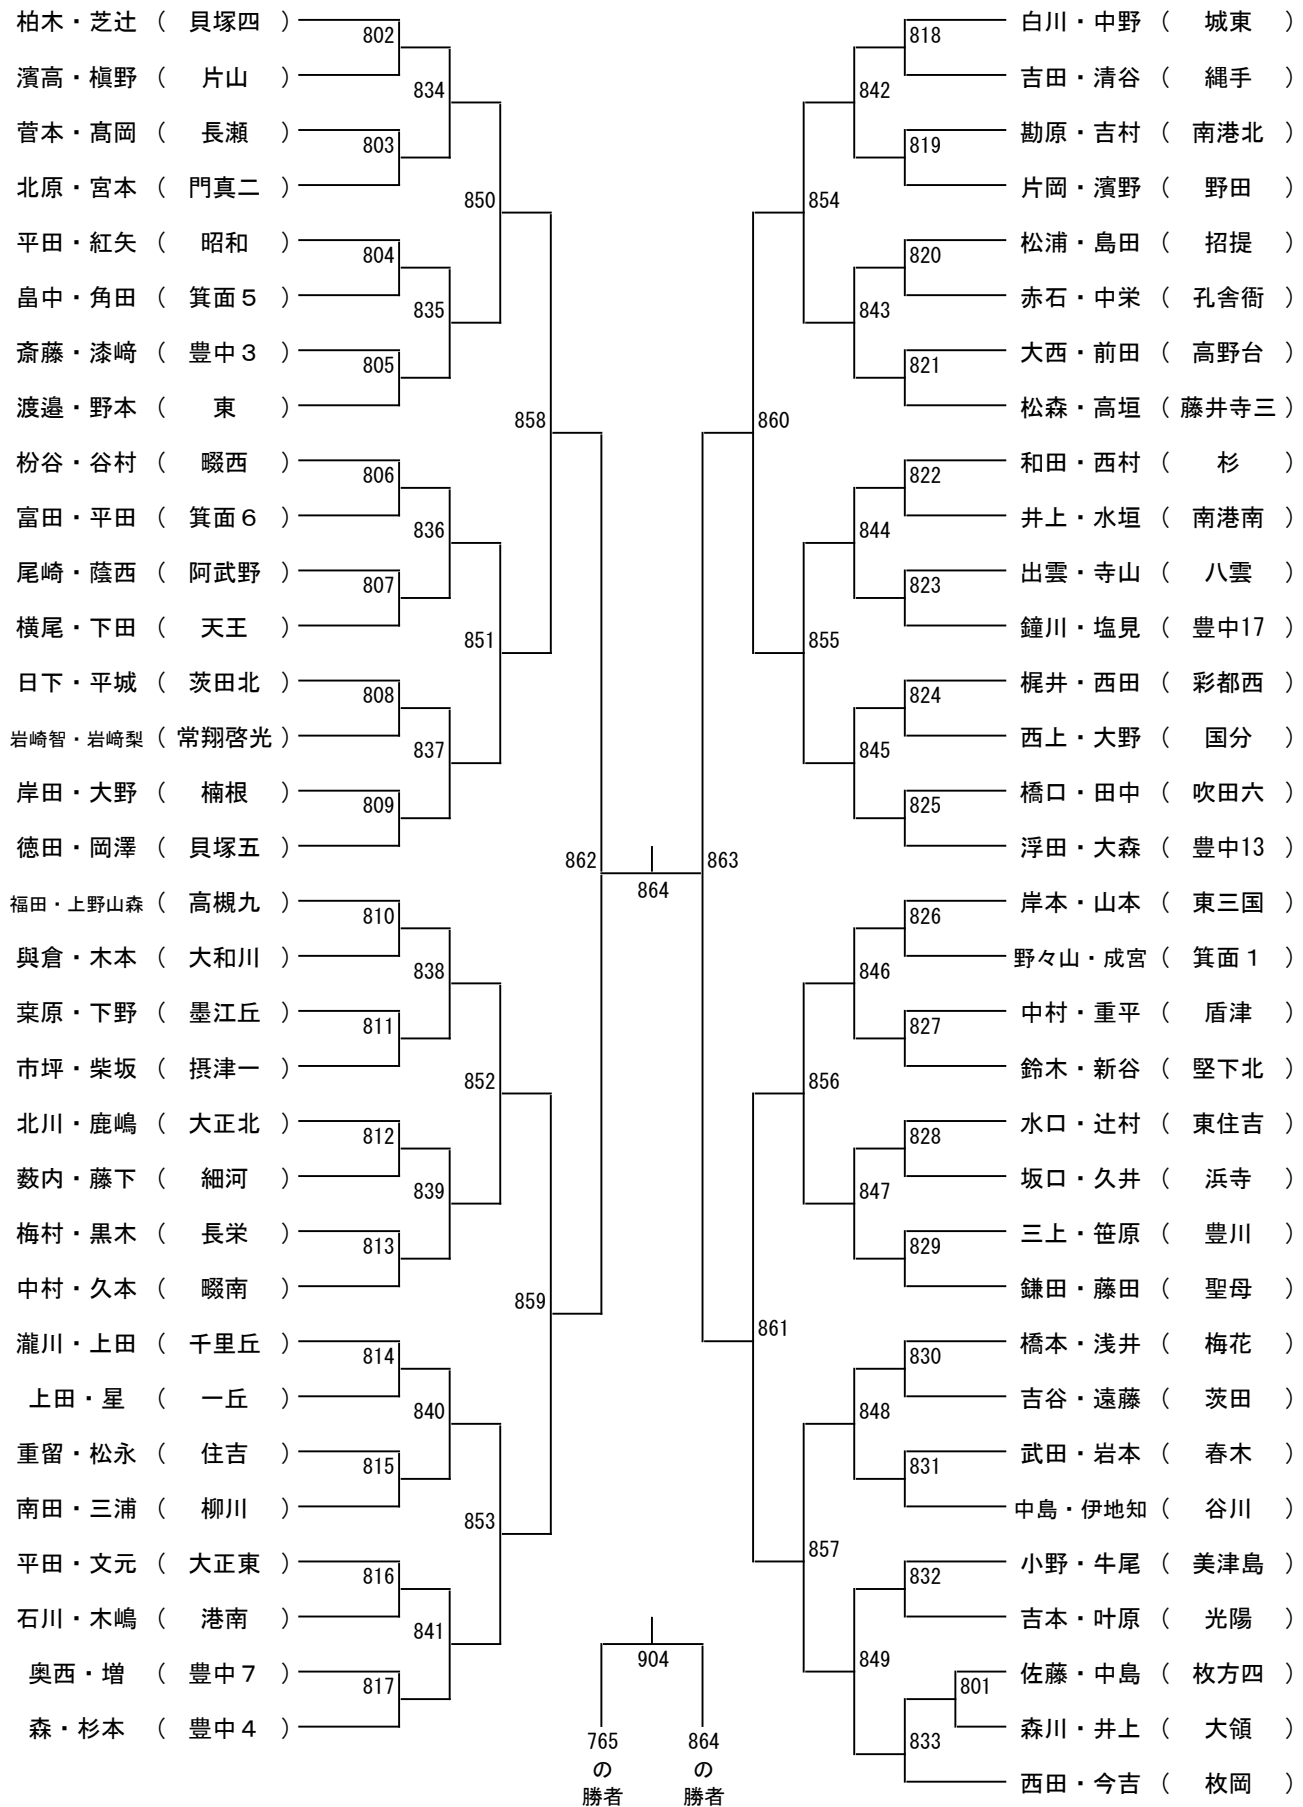 柏木・芝辻 ( 貝塚四 )
802
濱高・槇野 ( 片山 )
834
菅本・髙岡 ( 長瀬 )
803
北原・宮本 ( 門真二 )
850
平田・紅矢 ( 昭和 )
804
畠中・角田 ( 箕面５ )
835
斎藤・漆﨑 ( 豊中３ )
805
渡邉・野本 ( 東 )
858
枌谷・谷村 ( 畷西 )
806
富田・平田 ( 箕面６ )
836
尾崎・蔭西 ( 阿武野 )
807
横尾・下田 ( 天王 )
851
日下・平城 ( 茨田北 )
808
岩崎智・岩﨑梨 ( 常翔啓光 )
837
岸田・大野 ( 楠根 )
809
徳田・岡澤 ( 貝塚五 )
862
福田・上野山森 ( 高槻九 )
810
與倉・木本 ( 大和川 )
838
葉原・下野 ( 墨江丘 )
811
市坪・柴坂 ( 摂津一 )
852
北川・鹿嶋 ( 大正北 )
812
薮内・藤下 ( 細河 )
839
梅村・黒木 ( 長栄 )
813
中村・久本 ( 畷南 )
859
瀧川・上田 ( 千里丘 )
814
上田・星 ( 一丘 )
840
重留・松永 ( 住吉 )
815
南田・三浦 ( 柳川 )
853
平田・文元 ( 大正東 )
816
石川・木嶋 ( 港南 )
841
奥西・増 ( 豊中７ )
817
森・杉本 ( 豊中４ )
864
904
765
の
勝者
864
の
勝者
白川・中野 ( 城東 )
818
吉田・清谷 ( 縄手 )
842
勘原・吉村 ( 南港北 )
819
片岡・濱野 ( 野田 )
854
松浦・島田 ( 招提 )
820
赤石・中栄 ( 孔舎衙 )
843
大西・前田 ( 高野台 )
821
松森・高垣 ( 藤井寺三 )
860
和田・西村 ( 杉 )
822
井上・水垣 ( 南港南 )
844
出雲・寺山 ( 八雲 )
823
鐘川・塩見 ( 豊中17 )
855
梶井・西田 ( 彩都西 )
824
西上・大野 ( 国分 )
845
橋口・田中 ( 吹田六 )
825
浮田・大森 ( 豊中13 )
863
岸本・山本 ( 東三国 )
826
野々山・成宮 ( 箕面１ )
846
中村・重平 ( 盾津 )
827
鈴木・新谷 ( 堅下北 )
856
水口・辻村 ( 東住吉 )
828
坂口・久井 ( 浜寺 )
847
三上・笹原 ( 豊川 )
829
鎌田・藤田 ( 聖母 )
861
橋本・浅井 ( 梅花 )
830
吉谷・遠藤 ( 茨田 )
848
武田・岩本 ( 春木 )
831
中島・伊地知 ( 谷川 )
857
小野・牛尾 ( 美津島 )
832
吉本・叶原 ( 光陽 )
849
佐藤・中島 ( 枚方四 )
801
森川・井上 ( 大領 )
833
西田・今吉 ( 枚岡 )